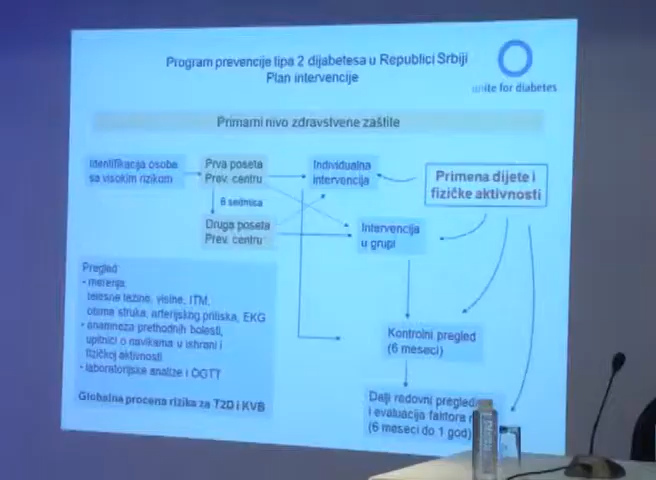 Program prevencije tipa 2 dijabetesa u Republici Srbiji
Plan intervencije
unite for diabetes
Primarni nivo zdravstvene zaštite
Identifikacija osoba
sa visokim rizikom
Prva poseta
Prev. centru
Individualna
intervencija
Primena dijete i
fizičke aktivnosti
6 sedmica
Druga poseta
Prev. centru
Intervencija
u grupi
Pregled
• merenja
telesne težine, visine, ITM,
obima struka, arterijskog pritiska, EKG
• anamneza prethodnih bolesti,
upitnici o navikama u ishrani i
fizičkoj aktivnosti
• laboratorijske analize i OGTT
Globalna procena rizika za T2D i KVB
Kontrolni pregled
(6 meseci)
Dalji redovni pregledi
i evaluacija faktora
(6 meseci do 1 god)